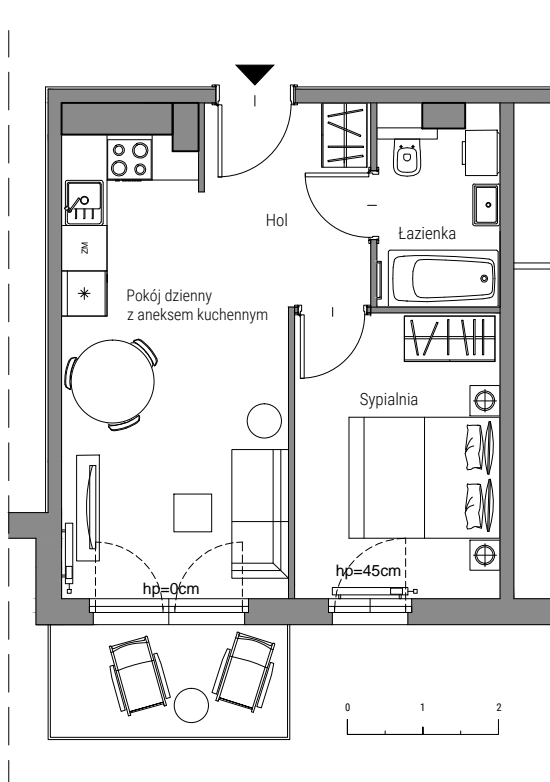 Hol
Łazienka
ZM
Pokój dzienny
z aneksem kuchennym
Sypialnia
hp=0cm
hp=45cm
0 1 2